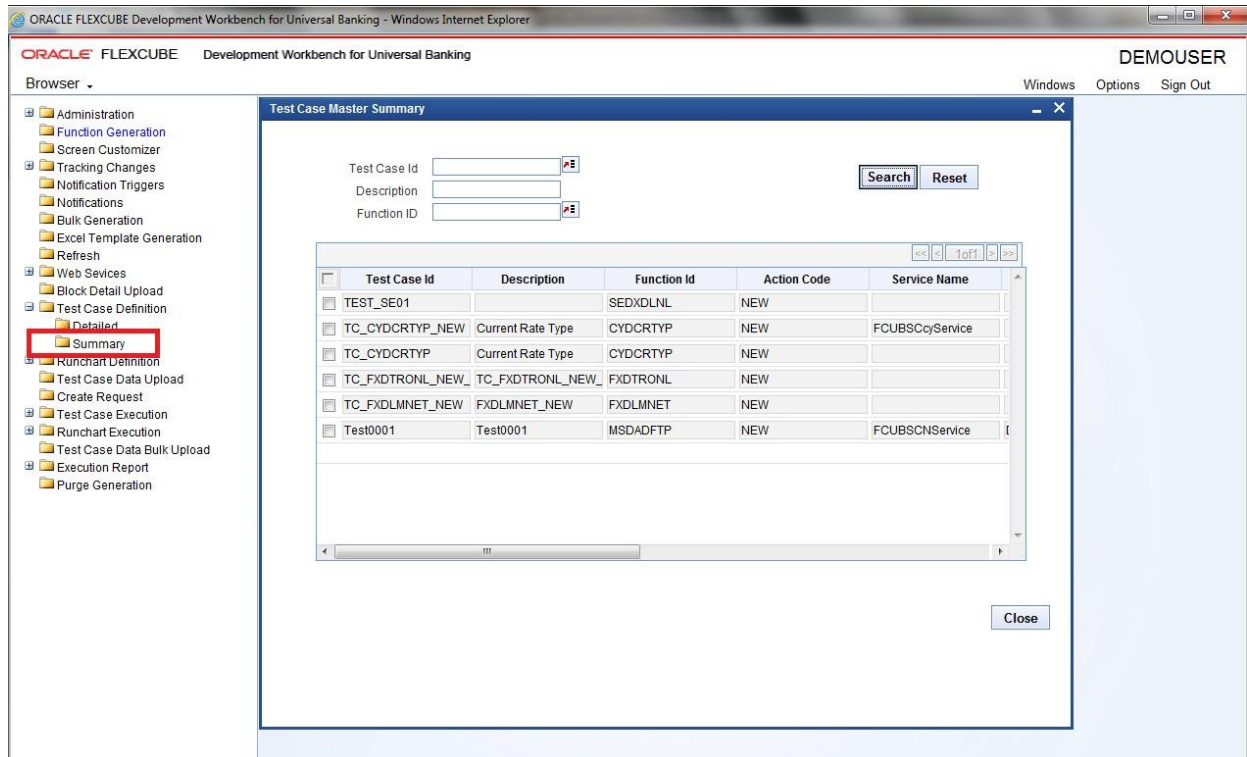 ORACLE FLEXCUBE Development Workbench for Universal Banking - Windows Internet Explorer
ORACLE FLEXCUBE Development Workbench for Universal Banking
DEMOUSER
Browser
Windows Options Sign Out
Administration
Function Generation
Screen Customizer
Tracking Changes
Notification Triggers
Notifications
Bulk Generation
Excel Template Generation
Refresh
Web Sevices
Block Detail Upload
Test Case Definition
Detailed
Summary
Runchart Definition
Test Case Data Upload
Create Request
Test Case Execution
Runchart Execution
Test Case Data Bulk Upload
Execution Report
Purge Generation
Test Case Master Summary
Test Case Id
Description
Function ID
Search Reset
<< < 1of1 > >>
Test Case Id Description Function Id Action Code Service Name
TEST_SE01 SEDXDLNL NEW
TC_CYDCRTYP_NEW Current Rate Type CYDCRTYP NEW FCUBSCcyService
TC_CYDCRTYP Current Rate Type CYDCRTYP NEW
TC_FXDTRONL_NEW_ TC_FXDTRONL_NEW_ FXDTRONL NEW
TC_FXDLMNET_NEW FXDLMNET_NEW FXDLMNET NEW
Test0001 Test0001 MSDADFTP NEW FCUBSCNService
Close